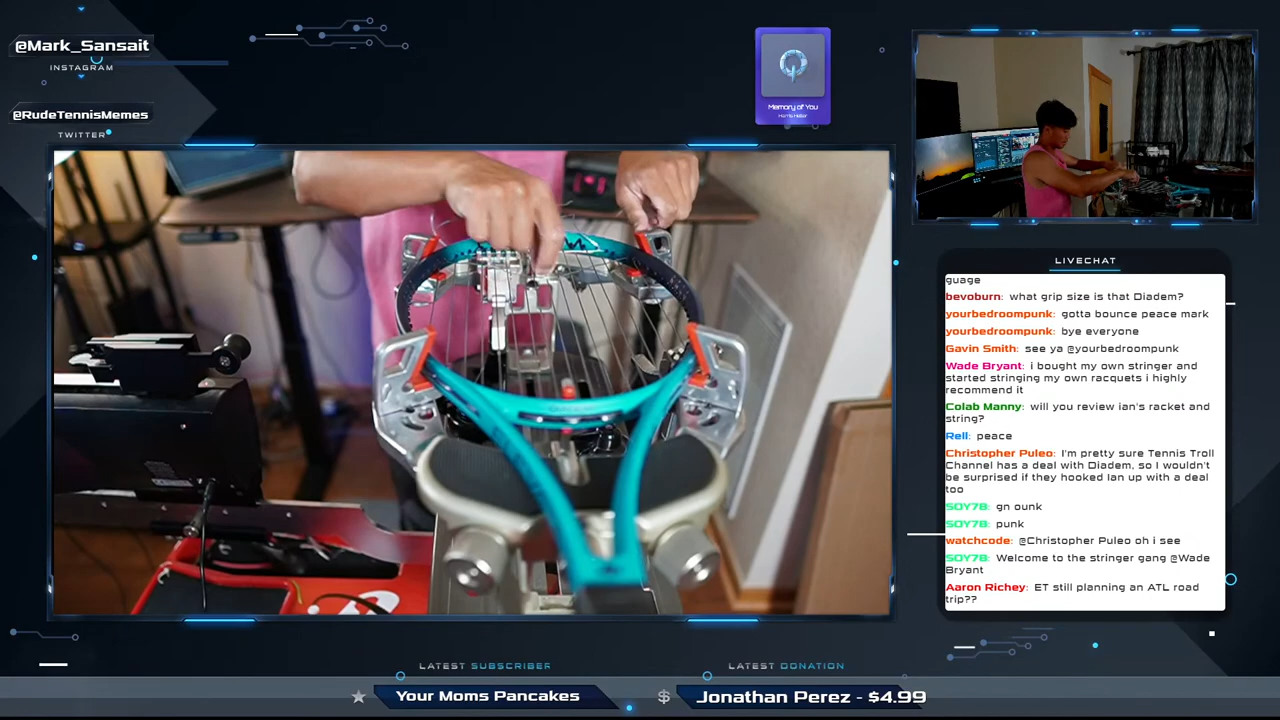 @Mark_Sansait
INSTAGRAM
@RudeTennisMemes
TWITTER
Memory of You
LIVECHAT
guage
bevoburn: what grip size is that Diadem?
yourbedroompunk: gotta bounce peace mark
yourbedroompunk: bye everyone
Gavin Smith: see ya @yourbedroompunk
Wade Bryant: i bought my own stringer and
started stringing my own racquets i highly
recommend it
Colab Manny: will you review ian's racket and
string?
Rell: peace
Christopher Puleo: I'm pretty sure Tennis Troll
Channel has a deal with Diadem, so I wouldn't
be surprised if they hooked Ian up with a deal
too
SOY78: gn ounk
SOY78: punk
watchcode: @Christopher Puleo oh i see
SOY78: Welcome to the stringer gang @Wade
Bryant
Aaron Richey: ET still planning an ATL road
trip??
LATEST SUBSCRIBER
Your Moms Pancakes
LATEST DONATION
$ Jonathan Perez - $4.99